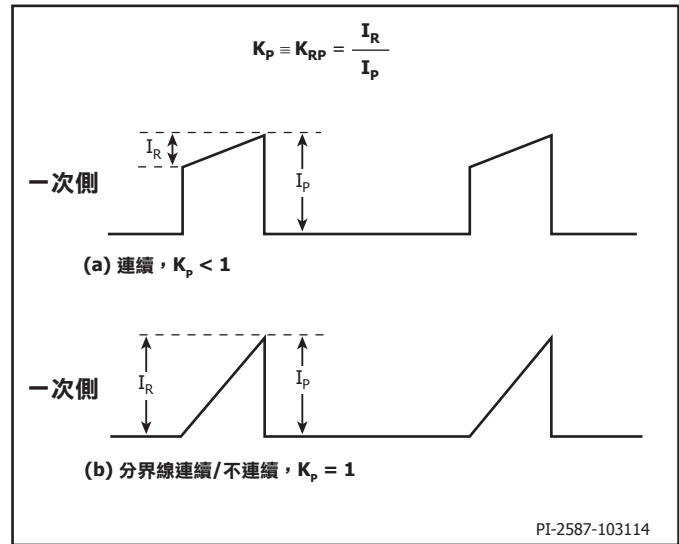 K_P ≡ K_RP = I_R / I_P
I_R
I_P
一次側
(a) 連續，K_P < 1
I_R
I_P
一次側
(b) 分界線連續/不連續，K_P = 1
PI-2587-103114